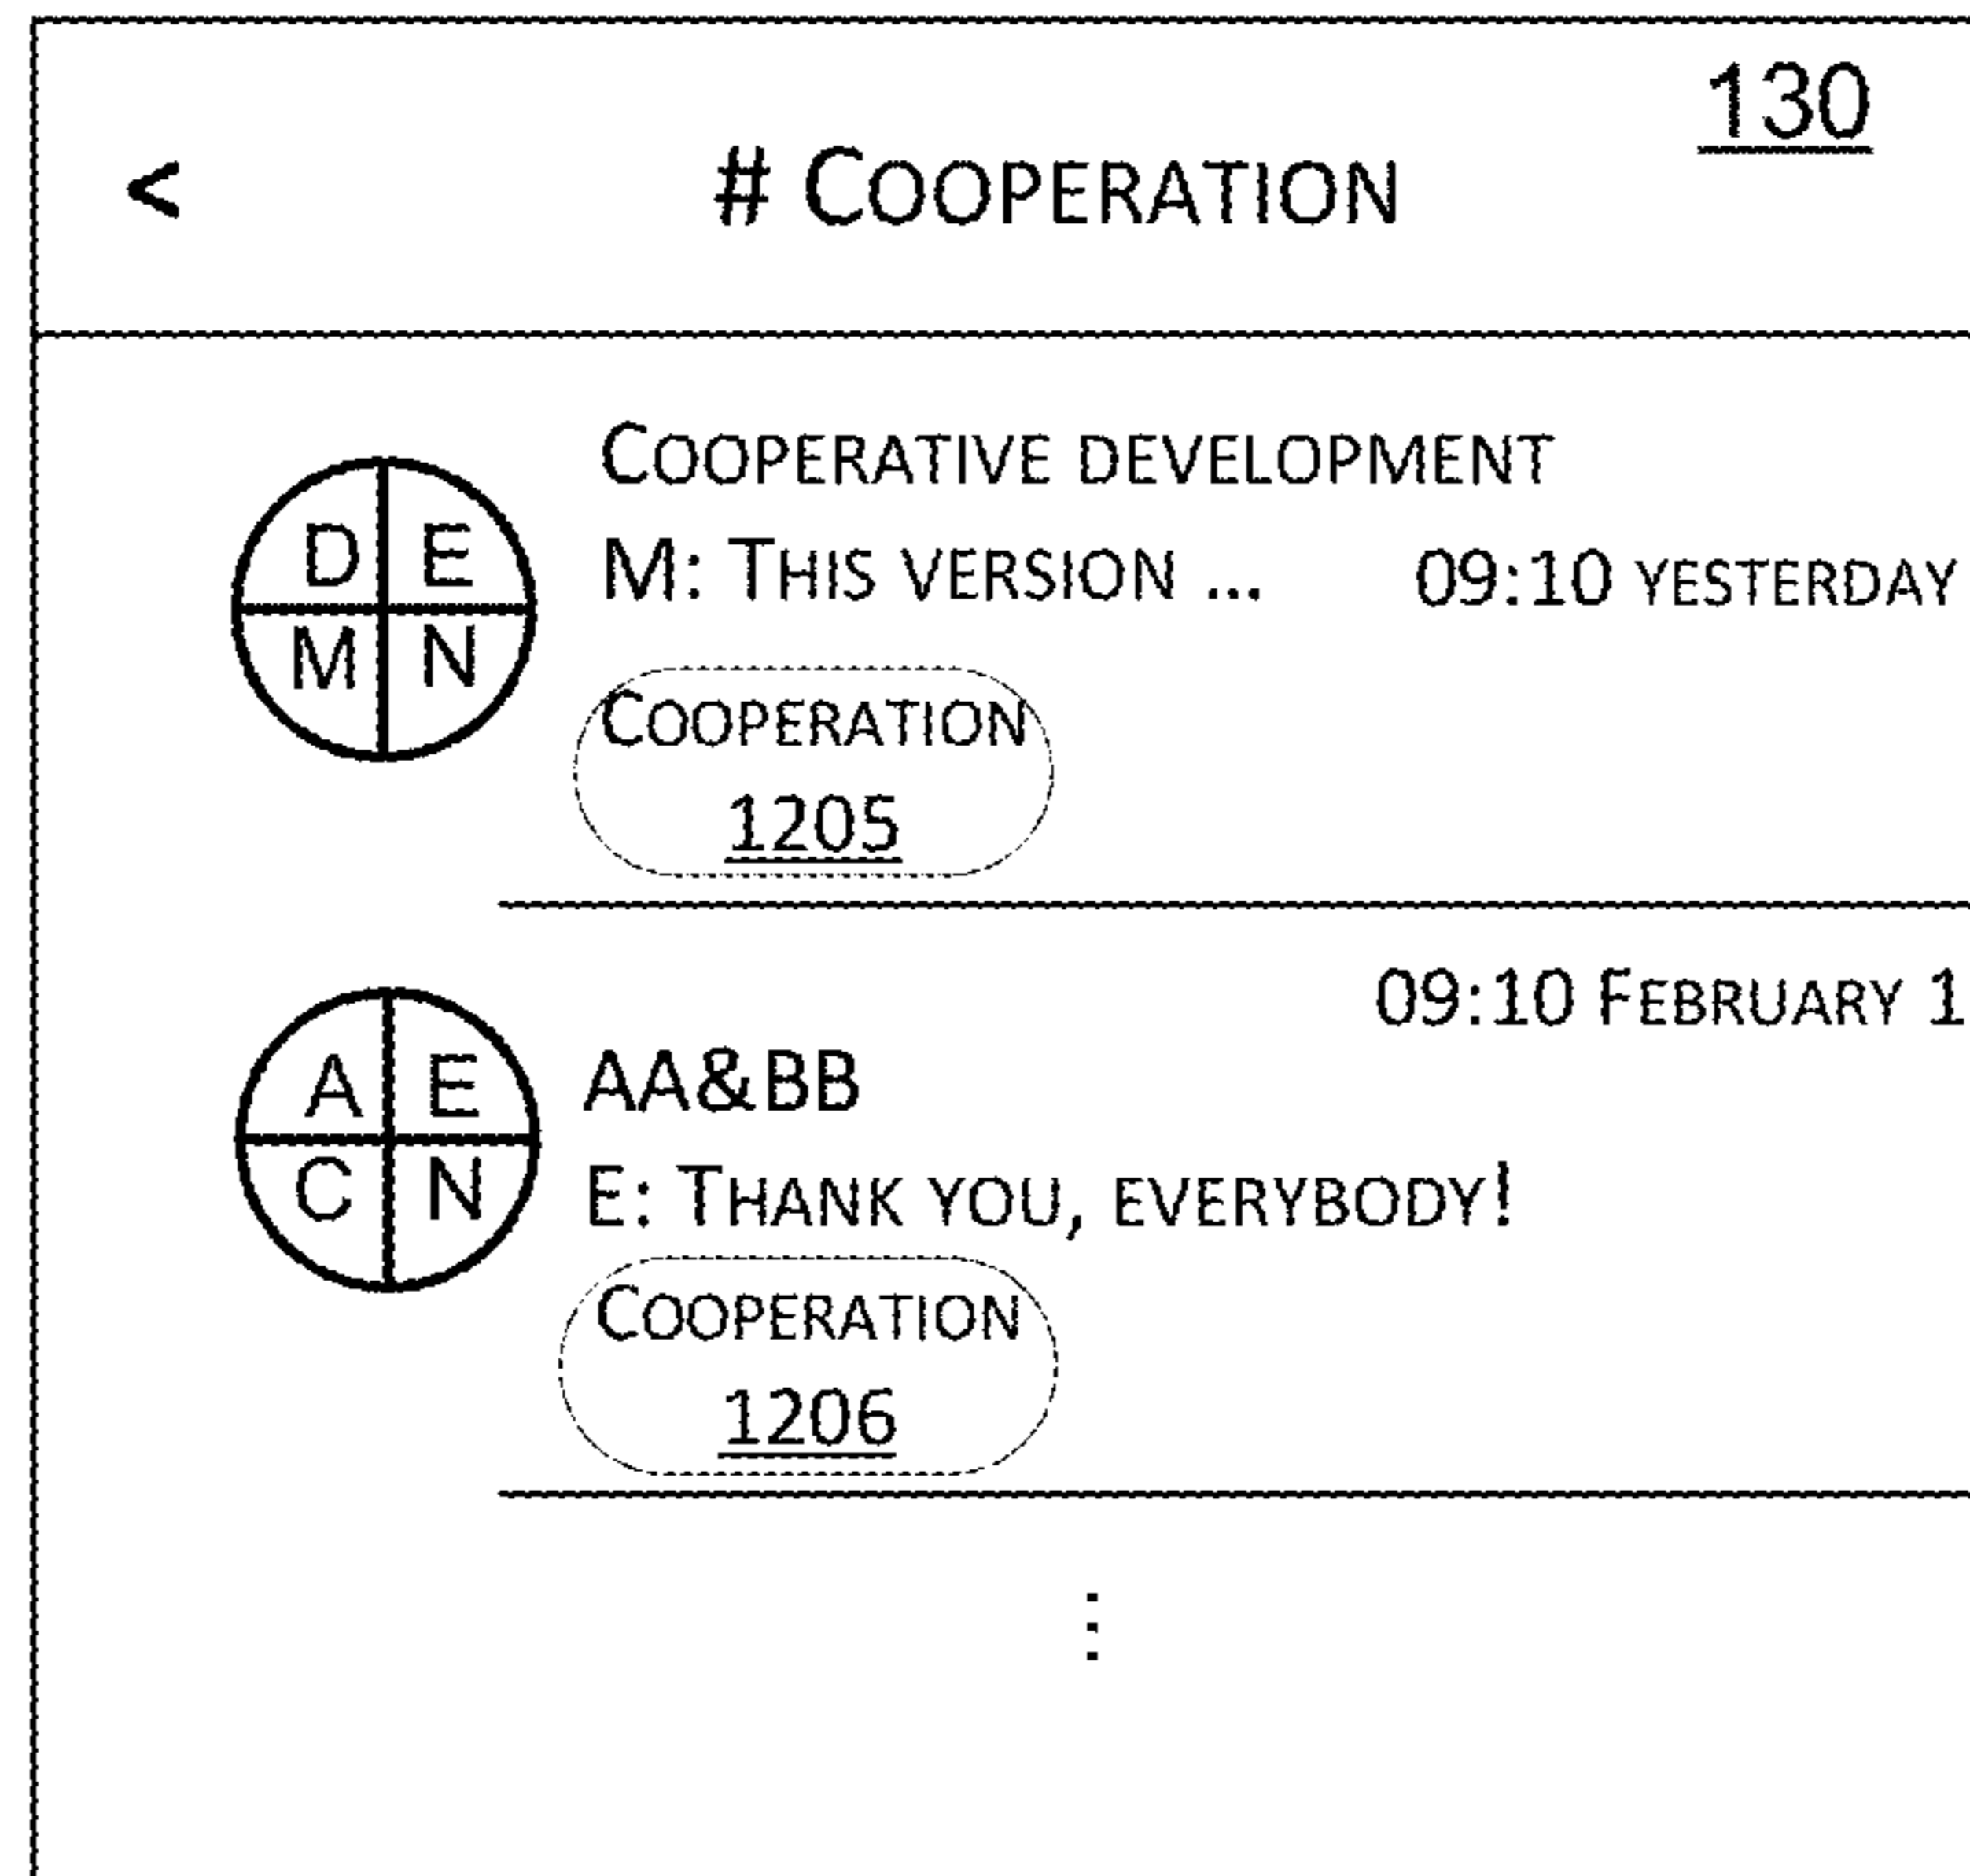 130
< # Cooperation
Cooperative development
D E
M: This version ... 09:10 yesterday
M N
Cooperation
1205
09:10 February 1
A E
AA&BB
C N
E: Thank you, everybody!
Cooperation
1206